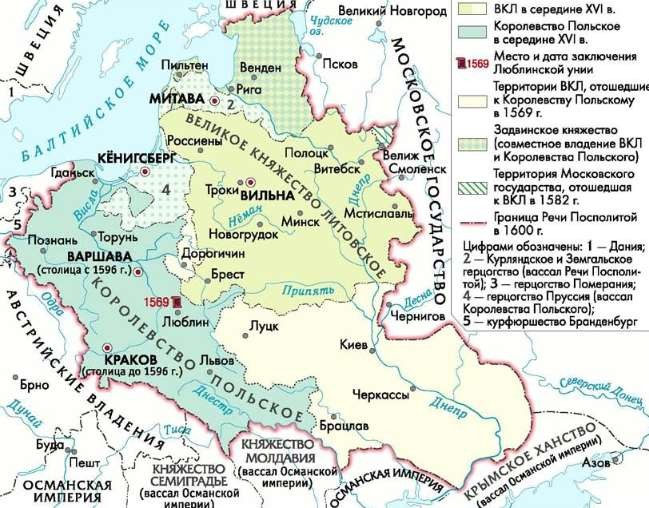 ШВЕЦИЯ
ШВЕЦИЯ
БАЛТИЙСКОЕ МОРЕ
Чудское
оз.
Великий Новгород
Псков
МОСКОВСКОЕ ГОСУДАРСТВО
Пильтен
Венден
Рига
МИТАВА
2
Россиены
ВЕЛИКОЕ КНЯЖЕСТВО ЛИТОВСКОЕ
Полоцк
Витебск
Велиж
Смоленск
КЁНИГСБЕРГ
Гданьск
4
3
5
Висла
Троки
ВИЛЬНА
Неман
Днепр
Минск
Мстиславль
Новогрудок
Познань
Торунь
ВАРШАВА
(столица с 1596 г.)
Дорогичин
Брест
Припять
Десна
Чернигов
1569
Люблин
КОРОЛЕВСТВО ПОЛЬСКОЕ
Луцк
Киев
КРАКОВ
(столица до 1596 г.)
Львов
Днестр
Черкассы
Днепр
Брацлав
Одра
АВСТРИЙСКИЕ ВЛАДЕНИЯ
Брно
Дунай
Тиса
Буда
Пешт
ОСМАНСКАЯ
ИМПЕРИЯ
КНЯЖЕСТВО
СЕМИГРАДЬЕ
(вассал Османской
империи)
КНЯЖЕСТВО
МОЛДАВИЯ
(вассал Османской
империи)
ОСМАНСКАЯ ИМПЕРИЯ
КРЫМСКОЕ ХАНСТВО
(вассал Османской империи)
Северский Донец
Азов
1
ВКЛ в середине XVI в.
Королевство Польское
в середине XVI в.
1569
Место и дата заключения
Люблинской унии
Территории ВКЛ, отошедшие
к Королевству Польскому
в 1569 г.
Задвинское княжество
(совместное владение ВКЛ
и Королевства Польского)
Территория Московского
государства, отошедшая
к ВКЛ в 1582 г.
Граница Речи Посполитой
в 1600 г.
Цифрами обозначены: 1 — Дания;
2 — Курляндское и Земгальское
герцогство (вассал Речи Посполи-
той); 3 — герцогство Померания;
4 — герцогство Пруссия (вассал
Королевства Польского);
5 — курфюршество Бранденбург